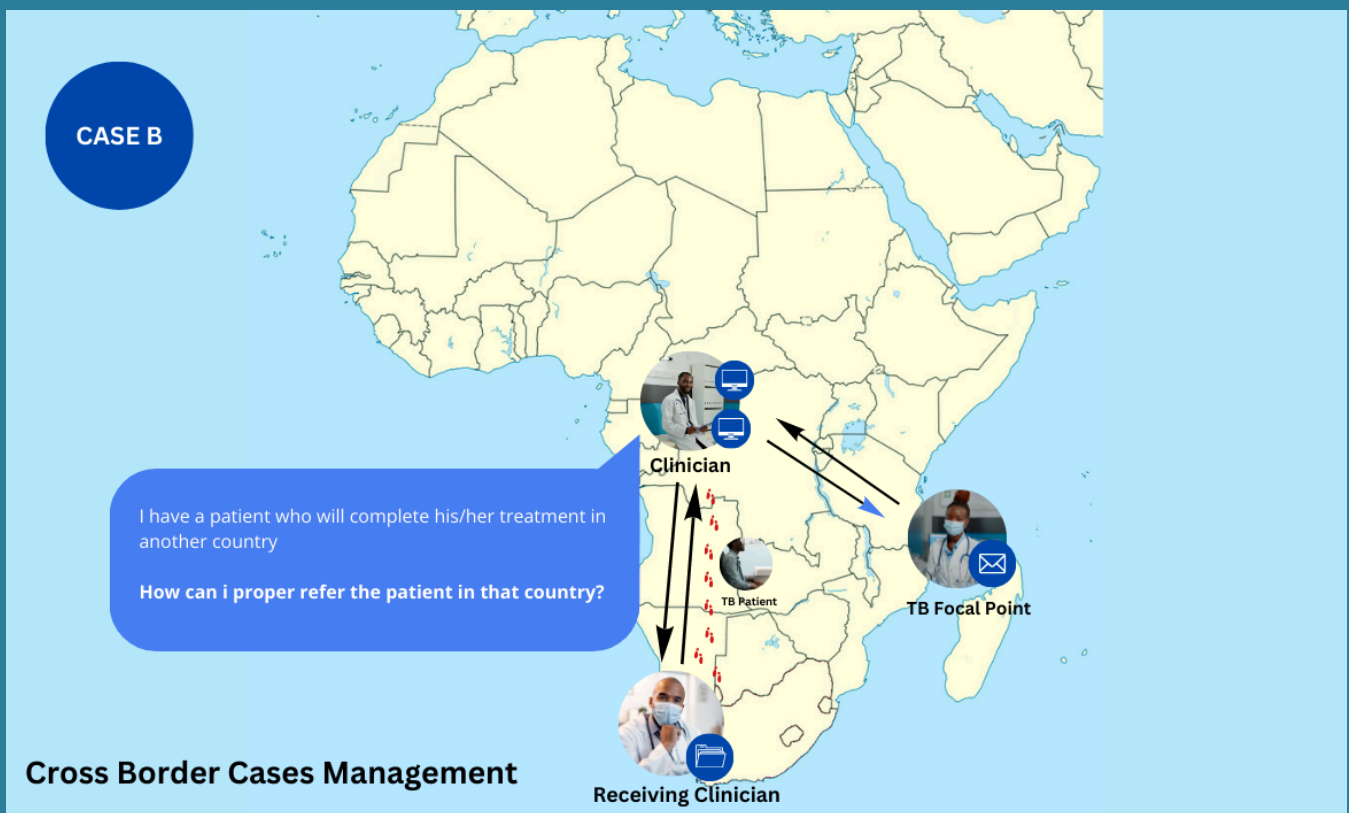 CASE B
Clinician
I have a patient who will complete his/her treatment in
another country
How can i proper refer the patient in that country?
TB Patient
TB Focal Point
Cross Border Cases Management
Receiving Clinician